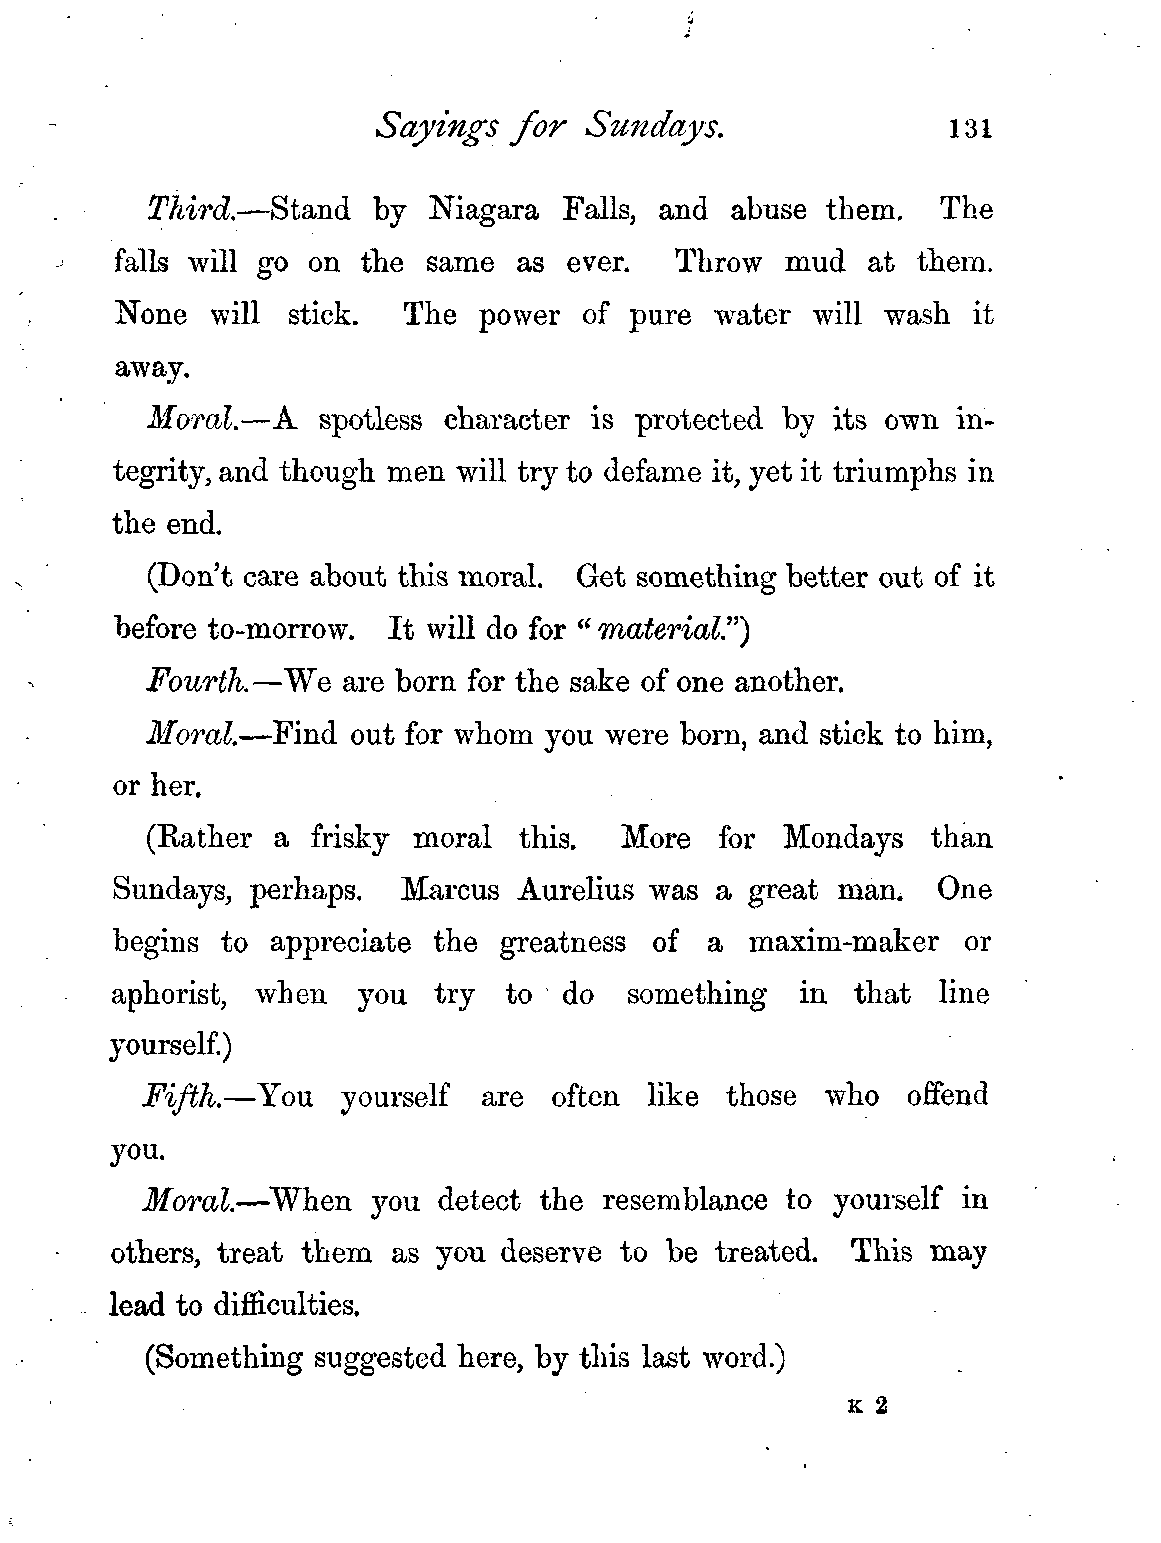 Sayings for Sundays. 131
Third.—Stand by Niagara Falls, and abuse them. The
falls will go on the same as ever. Throw mud at them.
None will stick. The power of pure water will wash it
away.
Moral.—A spotless character is protected by its own in-
tegrity, and though men will try to defame it, yet it triumphs in
the end.
(Don't care about this moral. Get something better out of it
before to-morrow. It will do for "material.")
Fourth.—We are born for the sake of one another.
Moral.—Find out for whom you were born, and stick to him,
or her.
(Rather a frisky moral this. More for Mondays than
Sundays, perhaps. Marcus Aurelius was a great man. One
begins to appreciate the greatness of a maxim-maker or
aphorist, when you try to do something in that line
yourself.)
Fifth.—You yourself are often like those who offend
you.
Moral.—When you detect the resemblance to yourself in
others, treat them as you deserve to be treated. This may
lead to difficulties.
(Something suggested here, by this last word.)
K 2